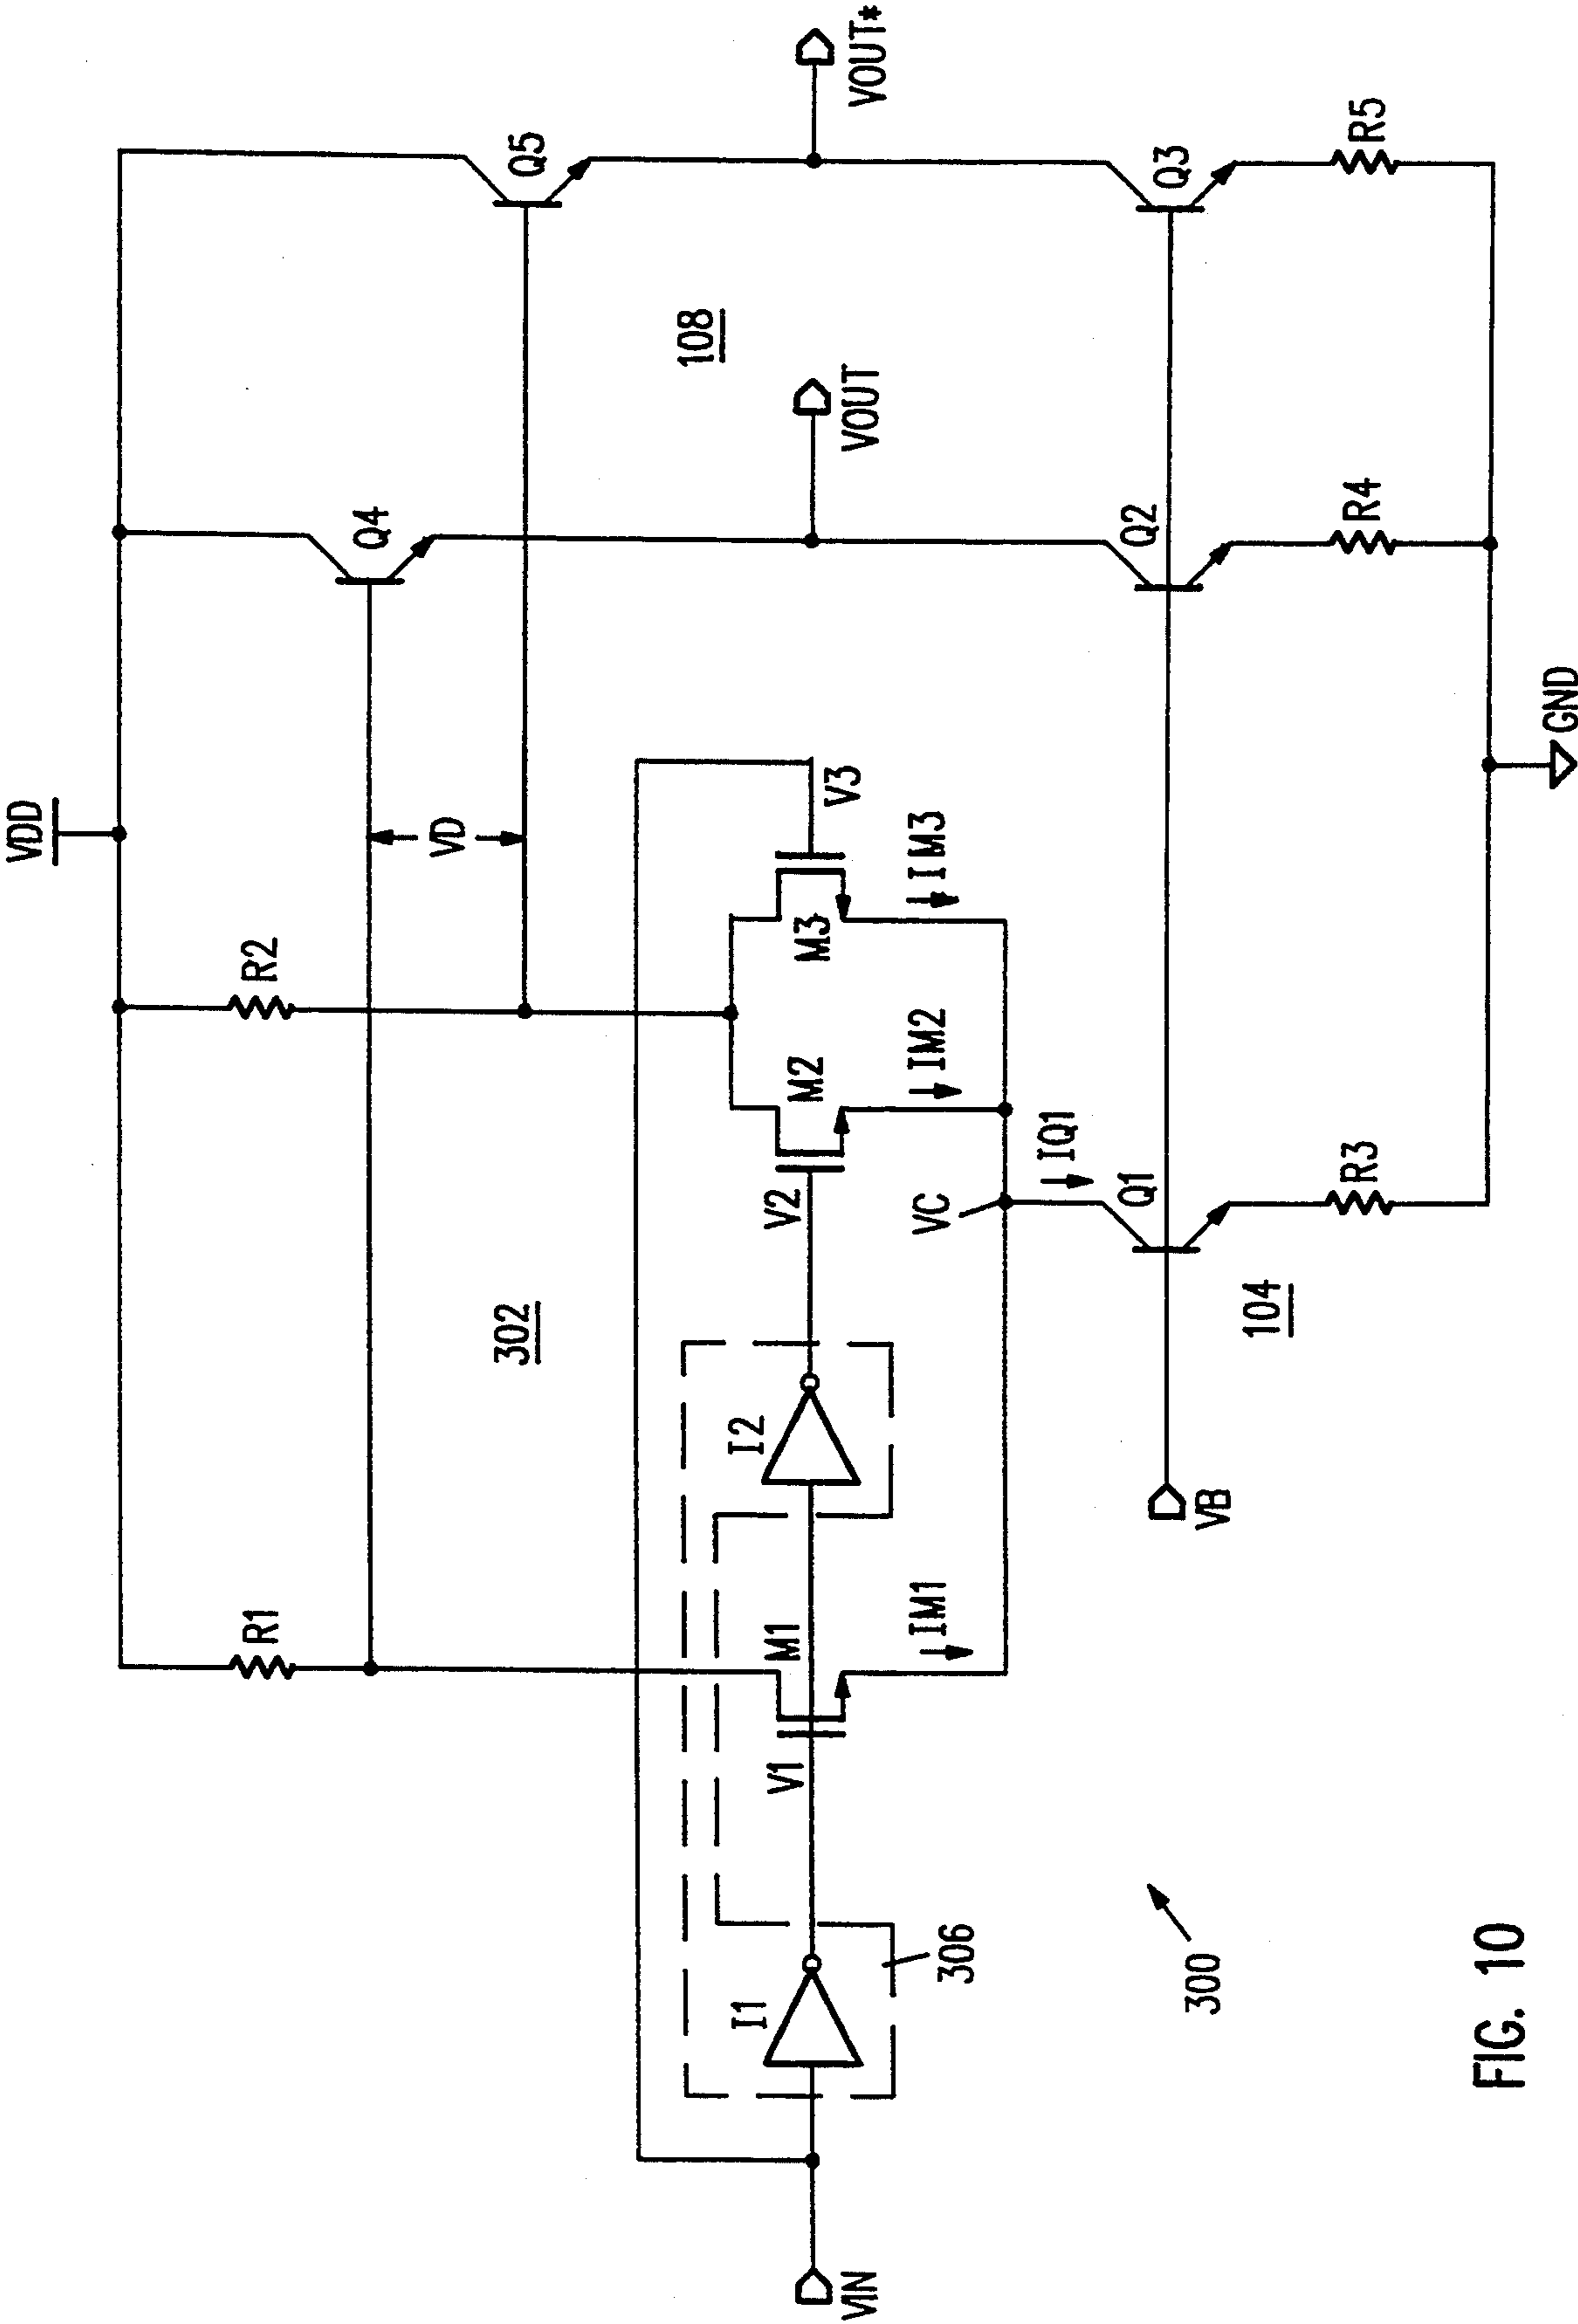 VDD
R1
R2
Q4
Q5
VD
302
108
I1
V1
M1
I2
V2
M2
M3
V3
VIN
VOUT
VOUT*
306
IM1
IM2
IM3
VC
IQ1
300
VB
104
Q1
Q2
Q3
R3
R4
R5
GND
FIG. 10